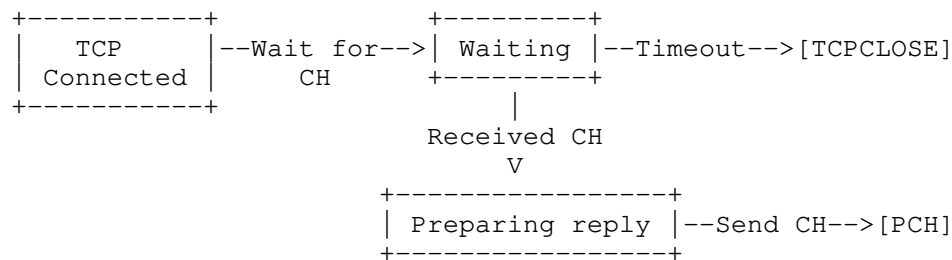 +-----------+            +---------+
|    TCP    |--Wait for-->| Waiting |--Timeout-->[TCPCLOSE]
| Connected |     CH      +---------+
+-----------+                  |
                         Received CH
                               V
                       +-----------------+
                       | Preparing reply |--Send CH-->[PCH]
                       +-----------------+